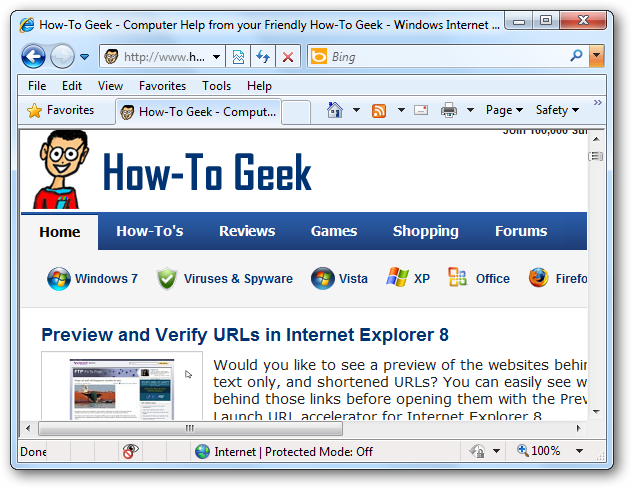 How-To Geek - Computer Help from your Friendly How-To Geek - Windows Internet ...
http://www.h...
Bing
File Edit View Favorites Tools Help
Favorites
How-To Geek - Comput...
Page Safety »
Join 100,000 Su
How-To Geek
Home How-To's Reviews Games Shopping Forums
Windows 7 Viruses & Spyware Vista XP Office Firefo
Preview and Verify URLs in Internet Explorer 8
Would you like to see a preview of the websites behin
text only, and shortened URLs? You can easily see w
behind those links before opening them with the Prev
Launch URL accelerator for Internet Explorer 8
Done
Internet | Protected Mode: Off
100%